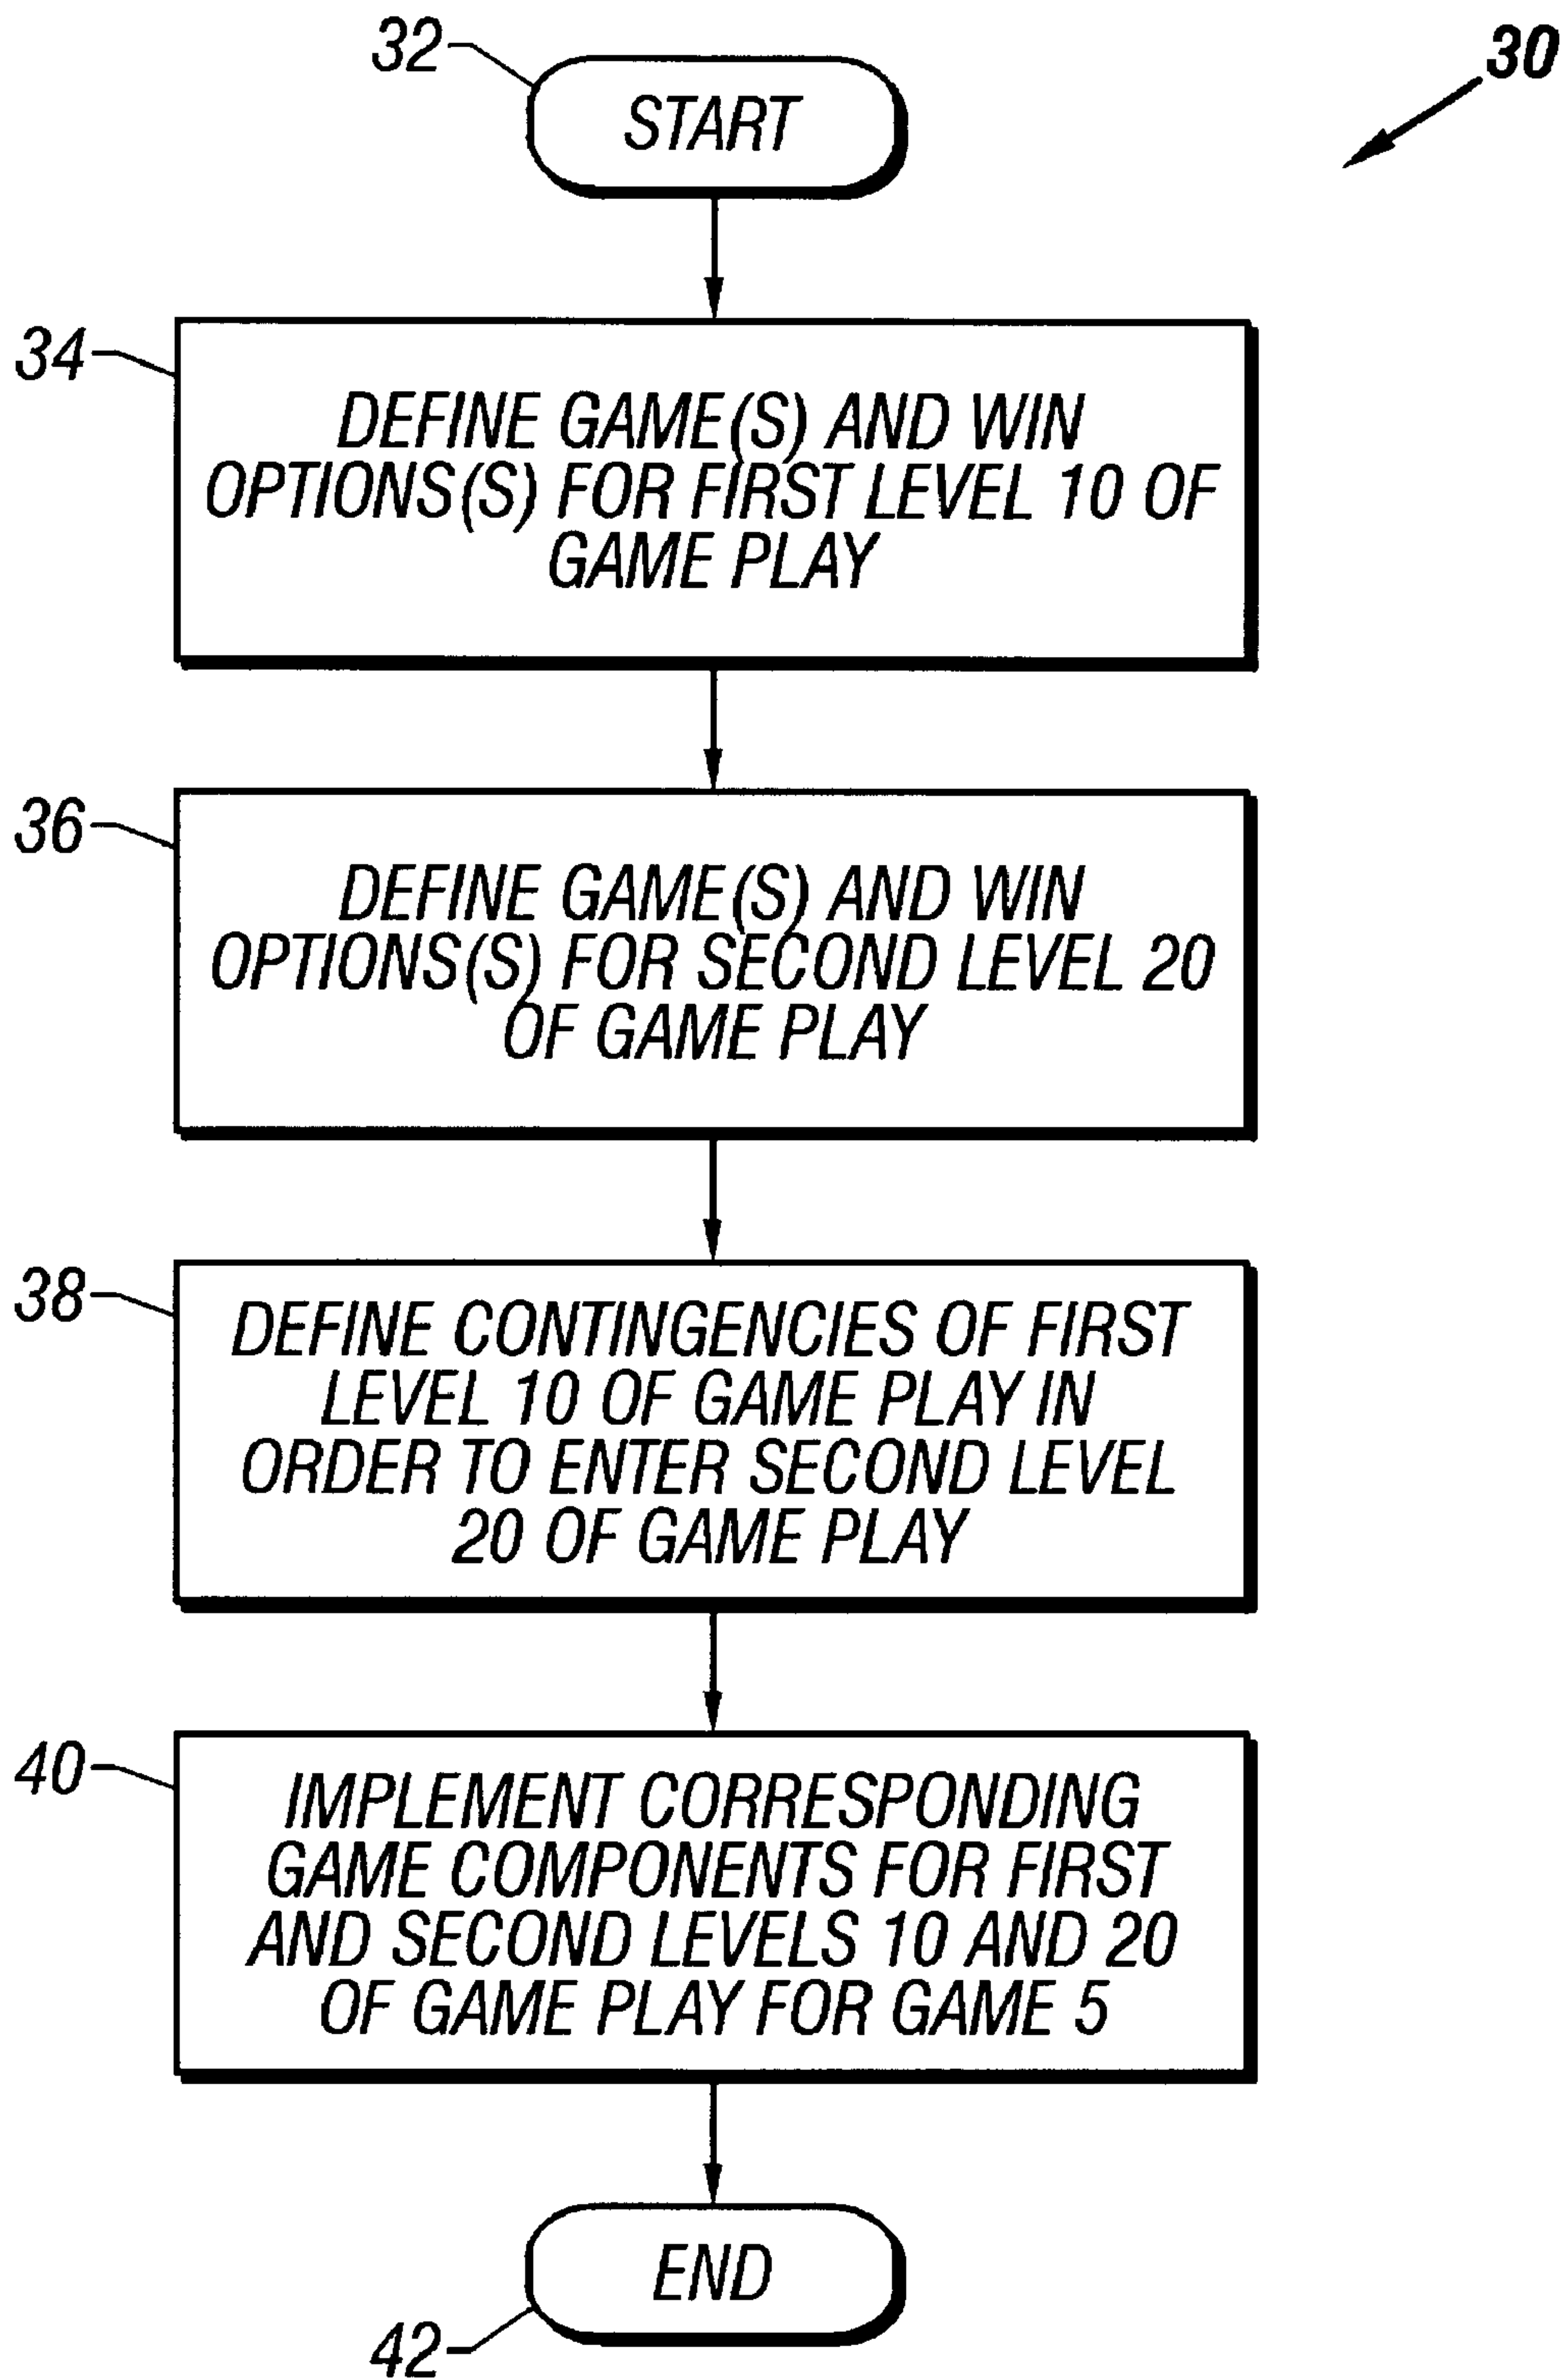 32
START
30
34
DEFINE GAME(S) AND WIN
OPTIONS(S) FOR FIRST LEVEL 10 OF
GAME PLAY
36
DEFINE GAME(S) AND WIN
OPTIONS(S) FOR SECOND LEVEL 20
OF GAME PLAY
38
DEFINE CONTINGENCIES OF FIRST
LEVEL 10 OF GAME PLAY IN
ORDER TO ENTER SECOND LEVEL
20 OF GAME PLAY
40
IMPLEMENT CORRESPONDING
GAME COMPONENTS FOR FIRST
AND SECOND LEVELS 10 AND 20
OF GAME PLAY FOR GAME 5
END
42